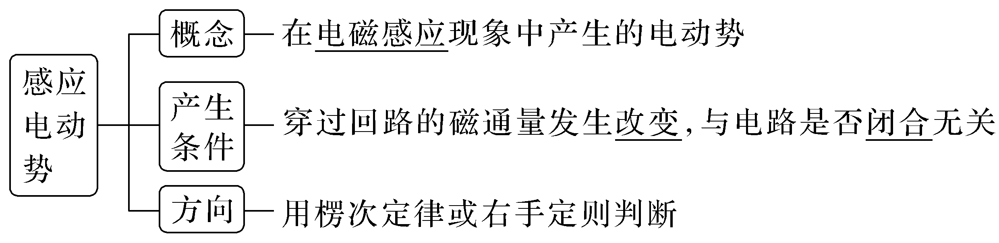 感应
电动
势
概念
在电磁感应现象中产生的电动势
产生
条件
穿过回路的磁通量发生改变,与电路是否闭合无关
方向
用楞次定律或右手定则判断